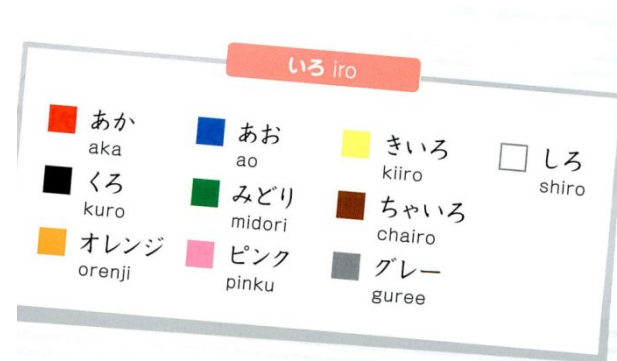 いろ iro
あか
aka
あお
ao
きいろ
kiiro
しろ
shiro
くろ
kuro
みどり
midori
ちゃいろ
chairo
オレンジ
orenji
ピンク
pinku
グレー
guree